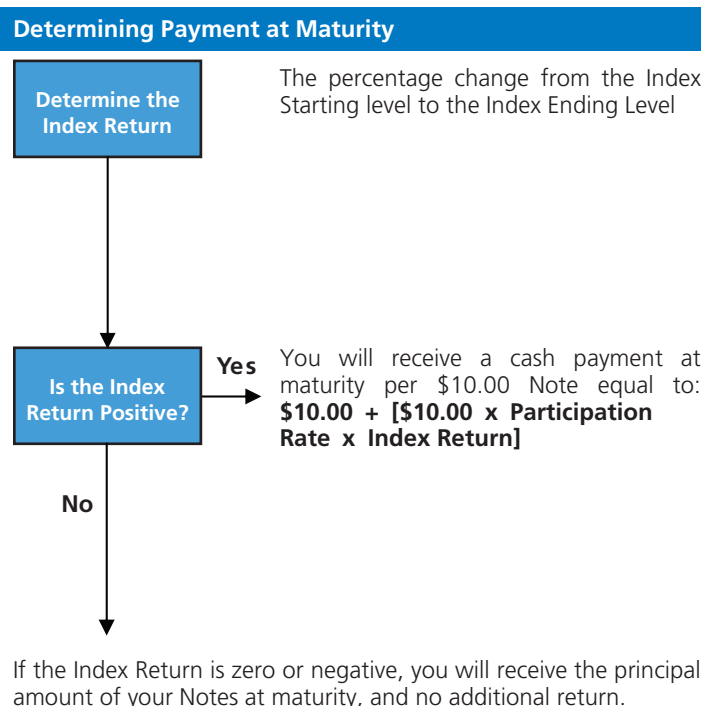 Determining Payment at Maturity
Determine the
Index Return
The percentage change from the Index
Starting level to the Index Ending Level
Is the Index
Return Positive?
Yes
You will receive a cash payment at
maturity per $10.00 Note equal to:
$10.00 + [$10.00 x Participation
Rate x Index Return]
No
If the Index Return is zero or negative, you will receive the principal
amount of your Notes at maturity, and no additional return.